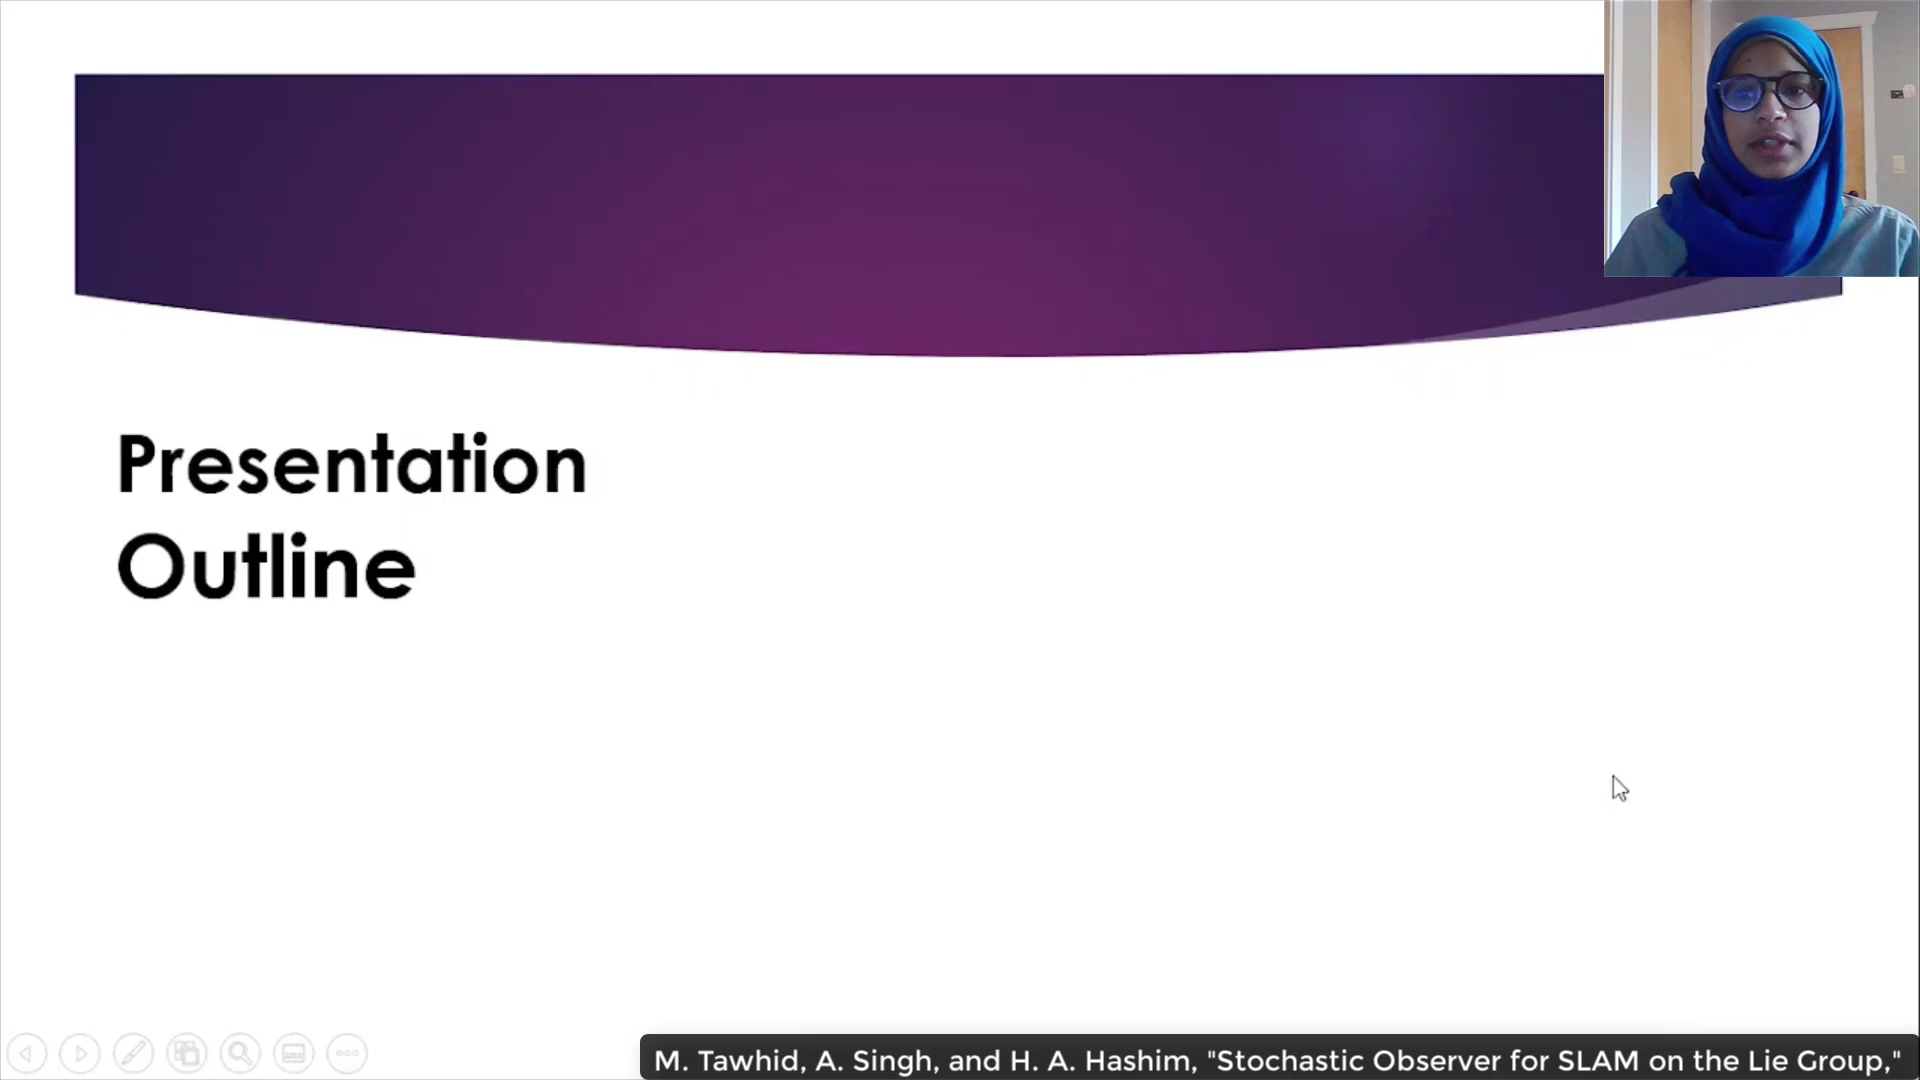 Presentation
Outline
M. Tawhid, A. Singh, and H. A. Hashim, "Stochastic Observer for SLAM on the Lie Group,"